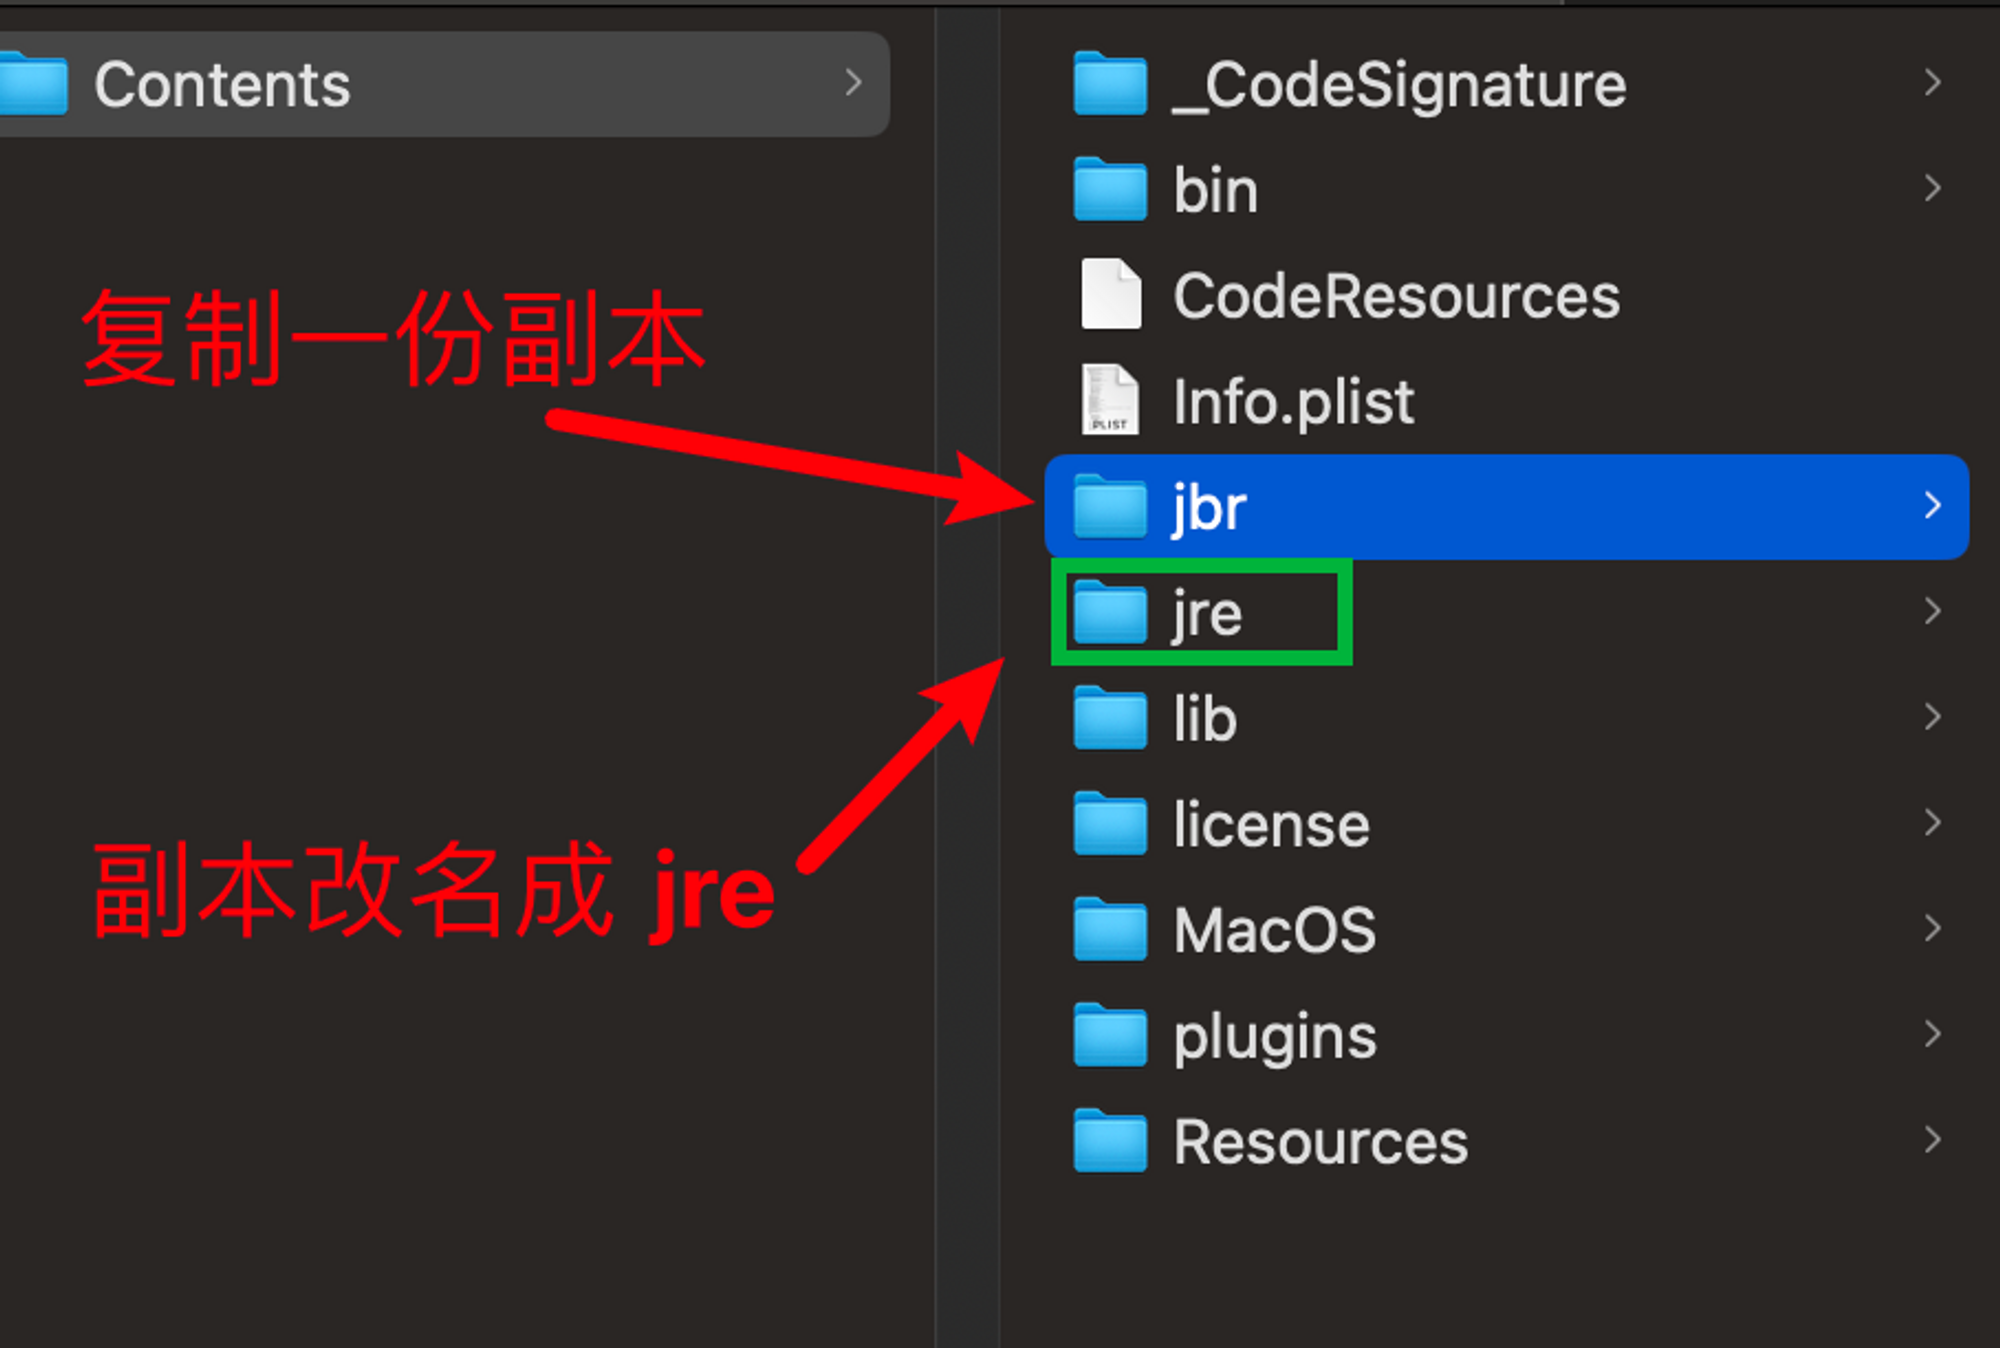 Contents
复制一份副本
副本改名成 jre
_CodeSignature
bin
CodeResources
Info.plist
PLIST
jbr
jre
lib
license
MacOS
plugins
Resources